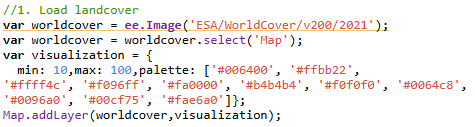 //1. Load landcover
var worldcover = ee.Image('ESA/WorldCover/v200/2021');
var worldcover = worldcover.select('Map');
var visualization = {
min: 10,max: 100,palette: ['#006400', '#ffbb22',
'#ffff4c', '#f096ff', '#fa0000', '#b4b4b4', '#f0f0f0', '#0064c8',
'#0096a0', '#00cf75', '#fae6a0']};
Map.addLayer(worldcover,visualization);